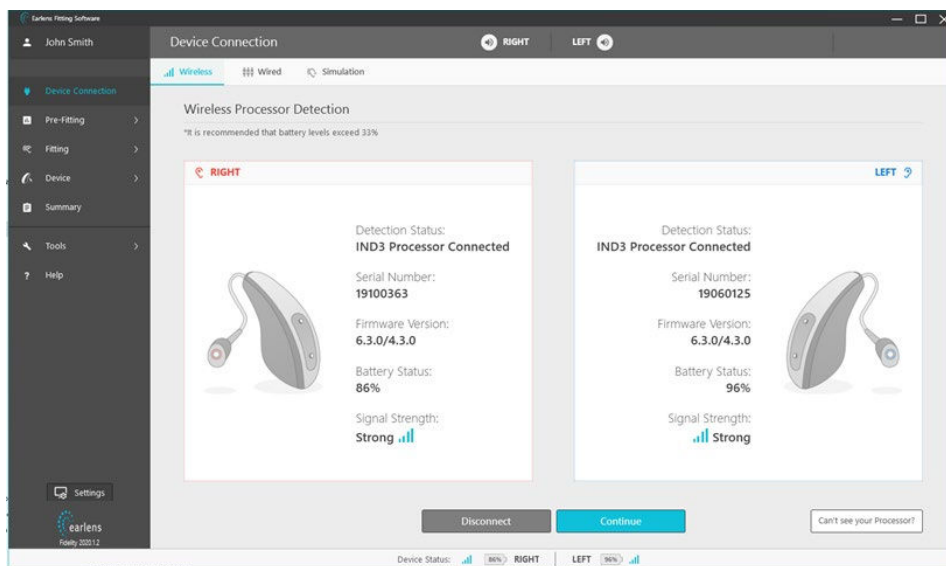 Earlens Fitting Software
John Smith
Device Connection
RIGHT
LEFT
Wireless
Wired
Simulation
Device Connection
Pre-Fitting
Fitting
Device
Summary
Tools
? Help
Wireless Processor Detection
*It is recommended that battery levels exceed 33%
RIGHT
Detection Status:
IND3 Processor Connected
Serial Number:
19100363
Firmware Version:
6.3.0/4.3.0
Battery Status:
86%
Signal Strength:
Strong
LEFT
Detection Status:
IND3 Processor Connected
Serial Number:
19060125
Firmware Version:
6.3.0/4.3.0
Battery Status:
96%
Signal Strength:
Strong
Settings
earlens
Fidelity 2020.1.2
Disconnect
Continue
Can't see your Processor?
Device Status: 86% RIGHT LEFT 96%